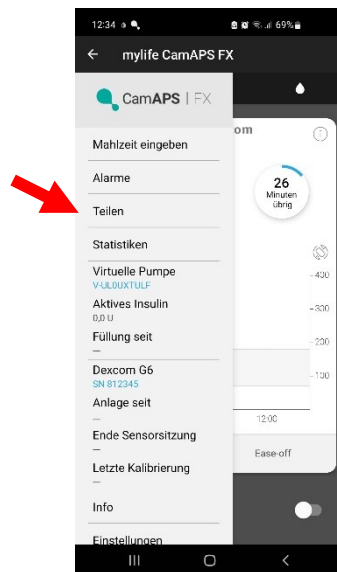 12:34
69%
mylife CamAPS FX
CamAPS | FX
om
Mahlzeit eingeben
Alarme
26
Minuten
übrig
Teilen
Statistiken
Virtuelle Pumpe
V-UL0UXTULF
400
Aktives Insulin
0,0 U
300
Füllung seit
—
200
Dexcom G6
SN 812345
100
Anlage seit
—
12:00
Ende Sensorsitzung
—
Ease-off
Letzte Kalibrierung
—
Info
Einstellungen